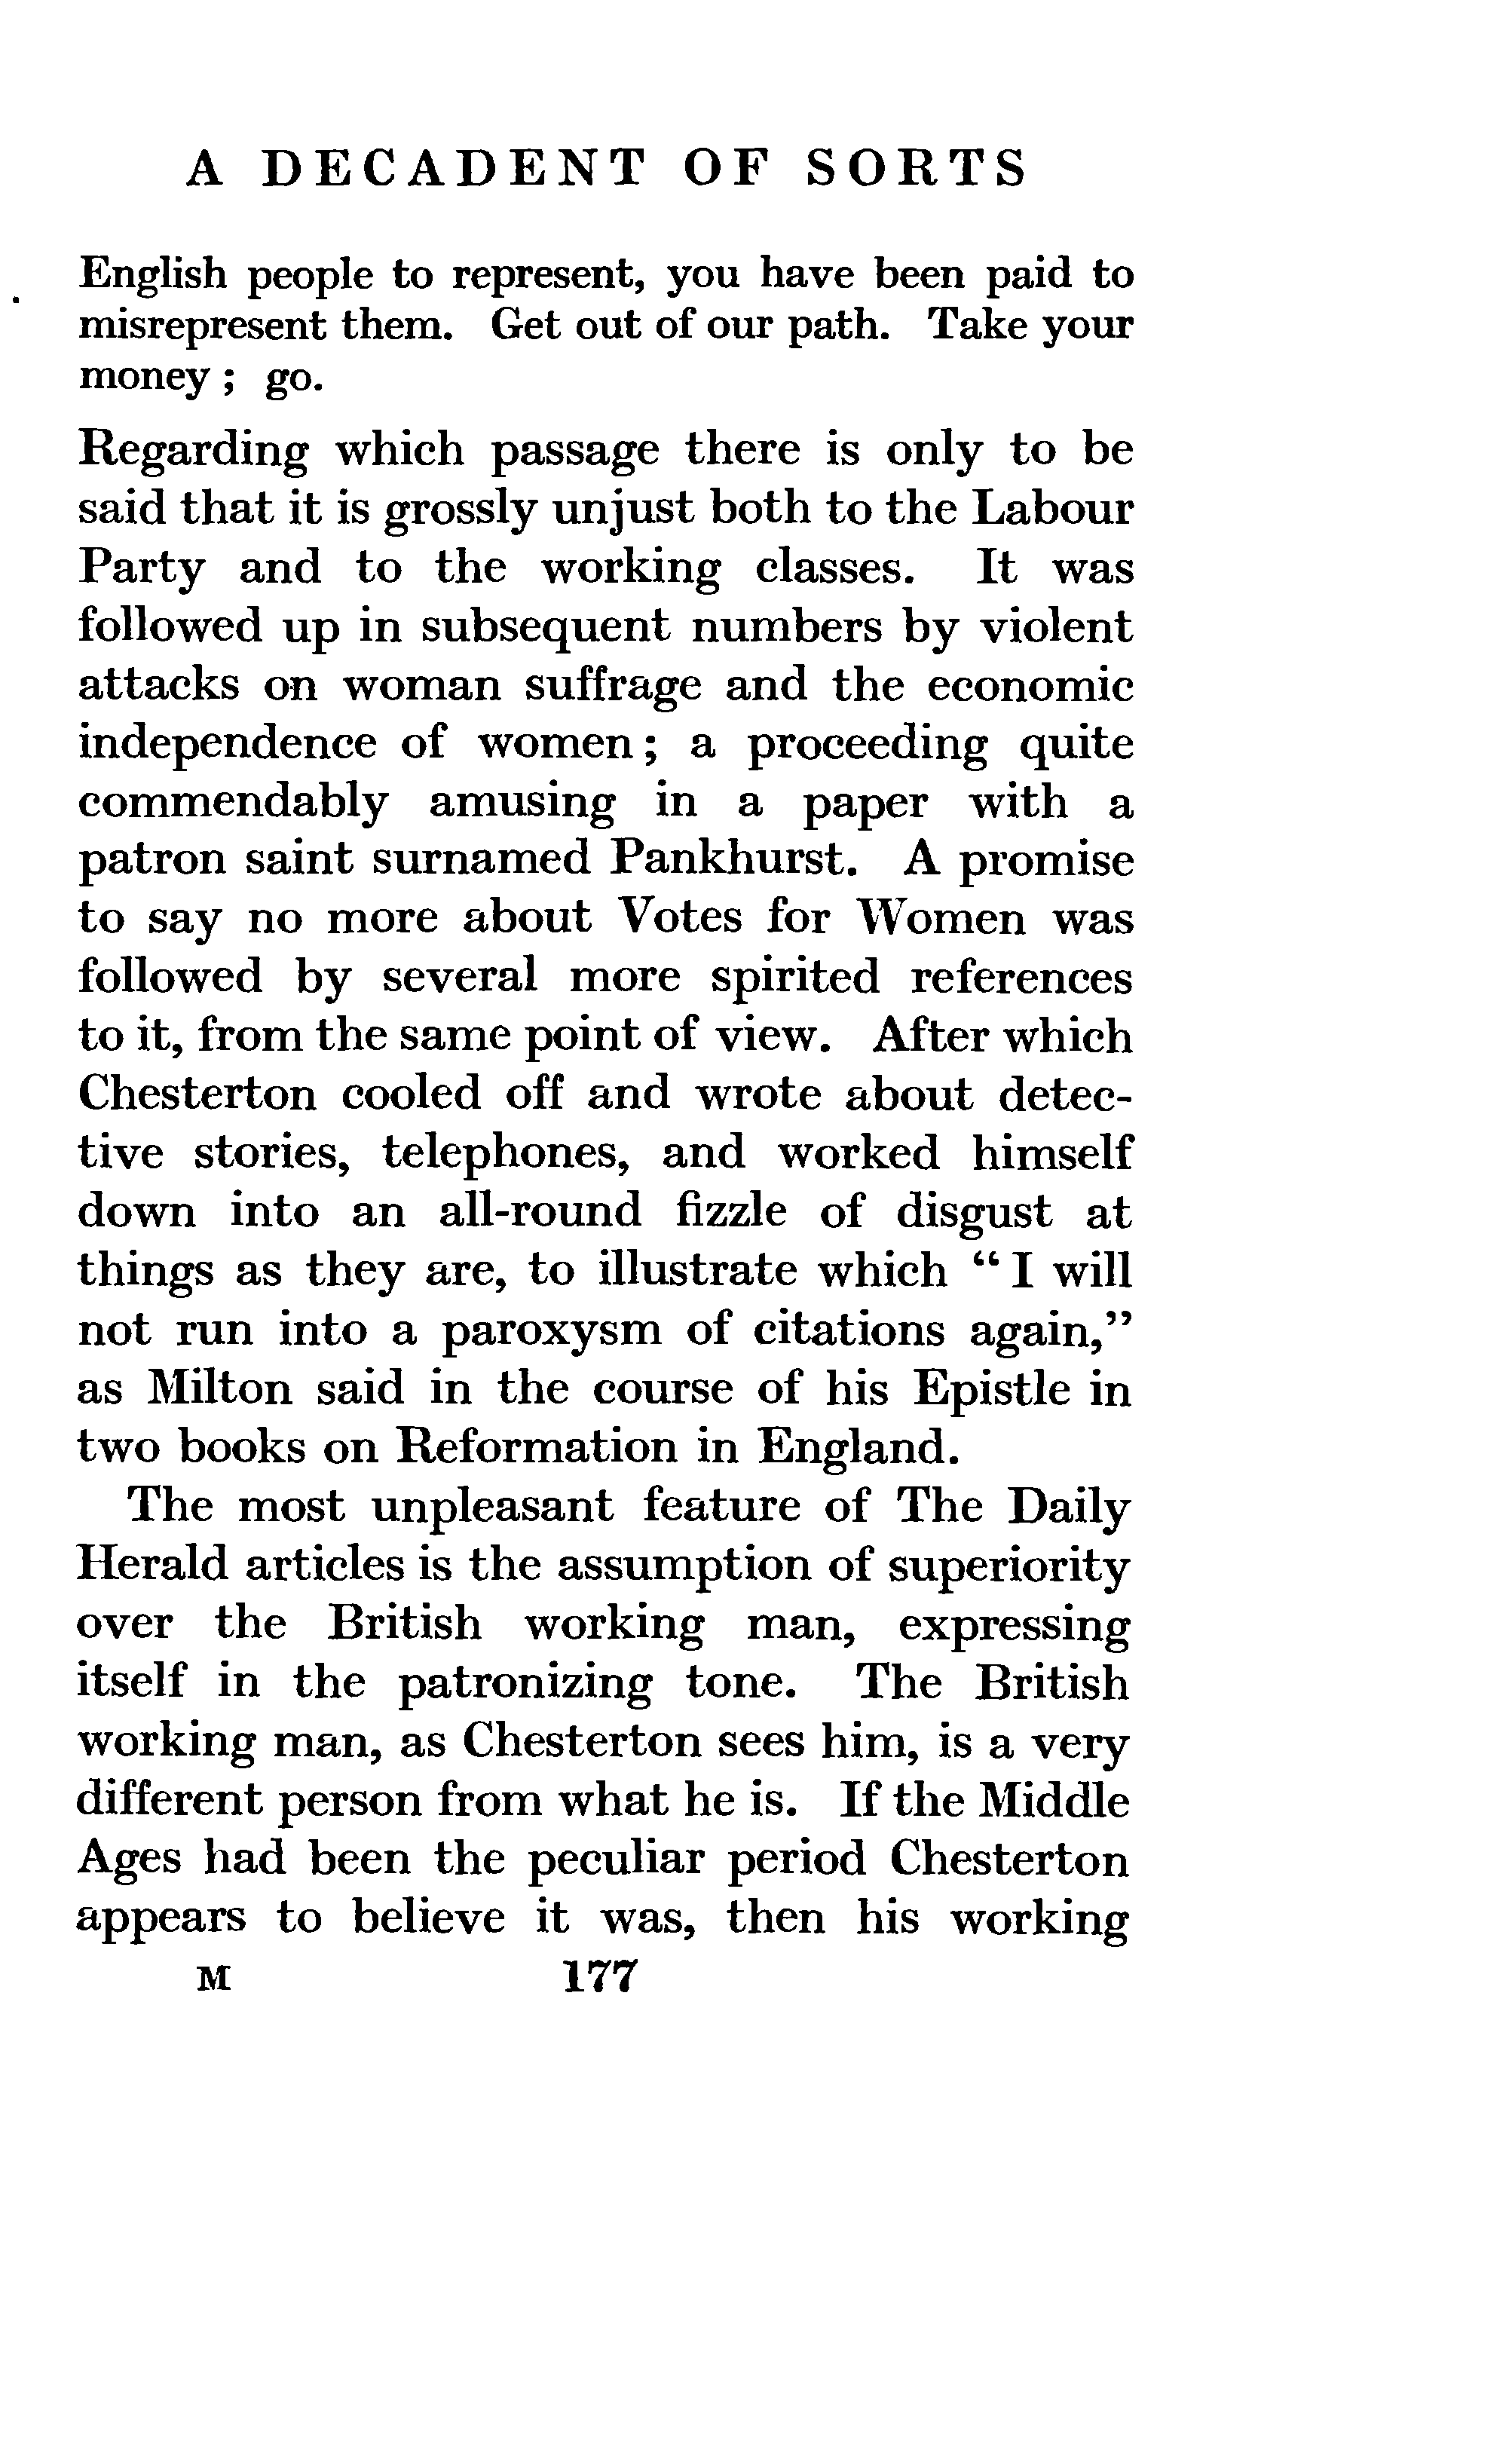 A DECADENT OF SORTS
English people to represent, you have been paid to
misrepresent them. Get out of our path. Take your
money ; go.
Regarding which passage there is only to be
said that it is grossly unjust both to the Labour
Party and to the working classes. It was
followed up in subsequent numbers by violent
attacks on woman suffrage and the economic
independence of women ; a proceeding quite
commendably amusing in a paper with a
patron saint surnamed Pankhurst. A promise
to say no more about Votes for Women was
followed by several more spirited references
to it, from the same point of view. After which
Chesterton cooled off and wrote about detec-
tive stories, telephones, and worked himself
down into an all-round fizzle of disgust at
things as they are, to illustrate which “ I will
not run into a paroxysm of citations again,”
as Milton said in the course of his Epistle in
two books on Reformation in England.
The most unpleasant feature of The Daily
Herald articles is the assumption of superiority
over the British working man, expressing
itself in the patronizing tone. The British
working man, as Chesterton sees him, is a very
different person from what he is. If the Middle
Ages had been the peculiar period Chesterton
appears to believe it was, then his working
M 177